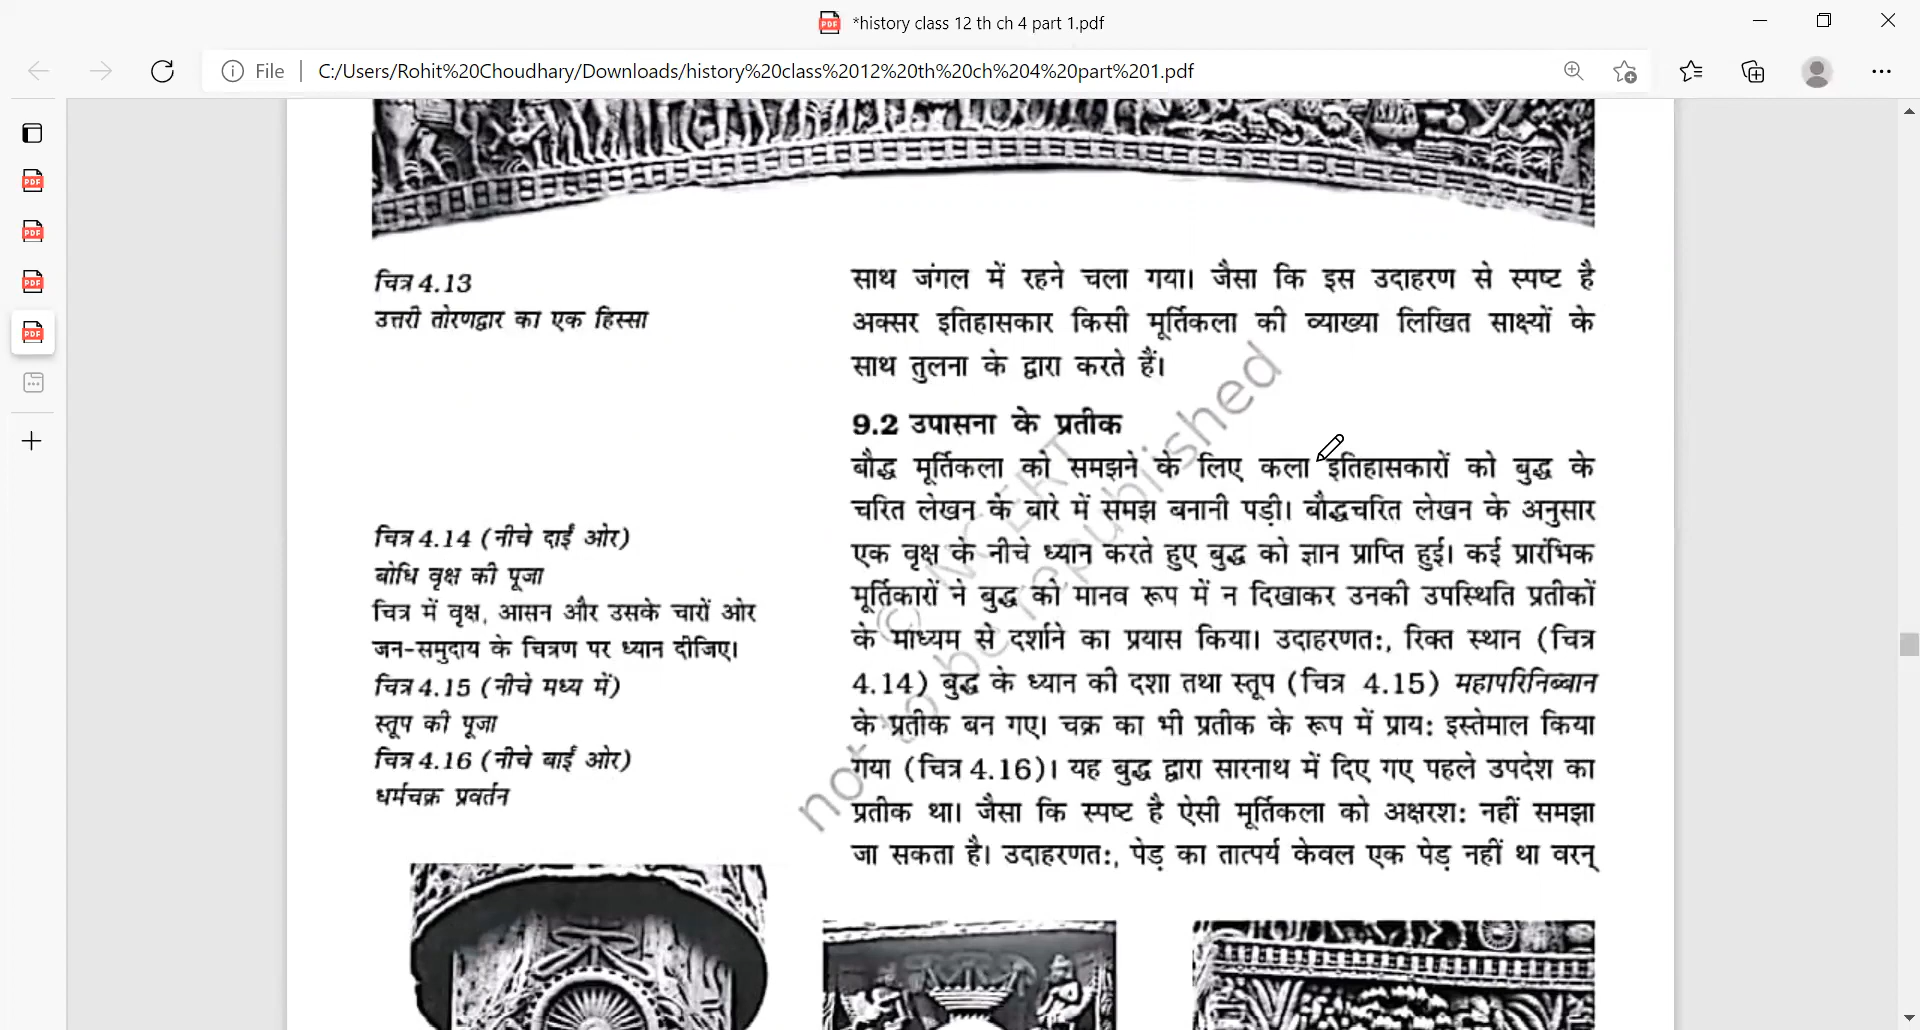 *history class 12 th ch 4 part 1.pdf
File
C:/Users/Rohit%20Choudhary/Downloads/history%20class%2012%20th%20ch%204%20part%201.pdf
चित्र 4.13
उत्तरी तोरणद्वार का एक हिस्सा
चित्र 4.14 (नीचे दाईं ओर)
बोधि वृक्ष की पूजा
चित्र में वृक्ष, आसन और उसके चारों ओर
जन-समुदाय के चित्रण पर ध्यान दीजिए।
चित्र 4.15 (नीचे मध्य में)
स्तूप की पूजा
चित्र 4.16 (नीचे बाईं ओर)
धर्मचक्र प्रवर्तन
साथ जंगल में रहने चला गया। जैसा कि इस उदाहरण से स्पष्ट है
अक्सर इतिहासकार किसी मूर्तिकला की व्याख्या लिखित साक्ष्यों के
साथ तुलना के द्वारा करते हैं।
9.2 उपासना के प्रतीक
बौद्ध मूर्तिकला को समझने के लिए कला इतिहासकारों को बुद्ध के
चरित लेखन के बारे में समझ बनानी पड़ी। बौद्धचरित लेखन के अनुसार
एक वृक्ष के नीचे ध्यान करते हुए बुद्ध को ज्ञान प्राप्ति हुई। कई प्रारंभिक
मूर्तिकारों ने बुद्ध को मानव रूप में न दिखाकर उनकी उपस्थिति प्रतीकों
के माध्यम से दर्शाने का प्रयास किया। उदाहरणत:, रिक्त स्थान (चित्र
4.14) बुद्ध के ध्यान की दशा तथा स्तूप (चित्र 4.15) महापरिनिब्बान
के प्रतीक बन गए। चक्र का भी प्रतीक के रूप में प्राय: इस्तेमाल किया
गया (चित्र 4.16)। यह बुद्ध द्वारा सारनाथ में दिए गए पहले उपदेश का
प्रतीक था। जैसा कि स्पष्ट है ऐसी मूर्तिकला को अक्षरश: नहीं समझा
जा सकता है। उदाहरणत:, पेड़ का तात्पर्य केवल एक पेड़ नहीं था वरन्
© NCERT
not to be republished